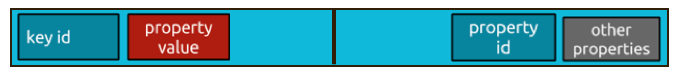 key id
property
value
property
id
other
properties